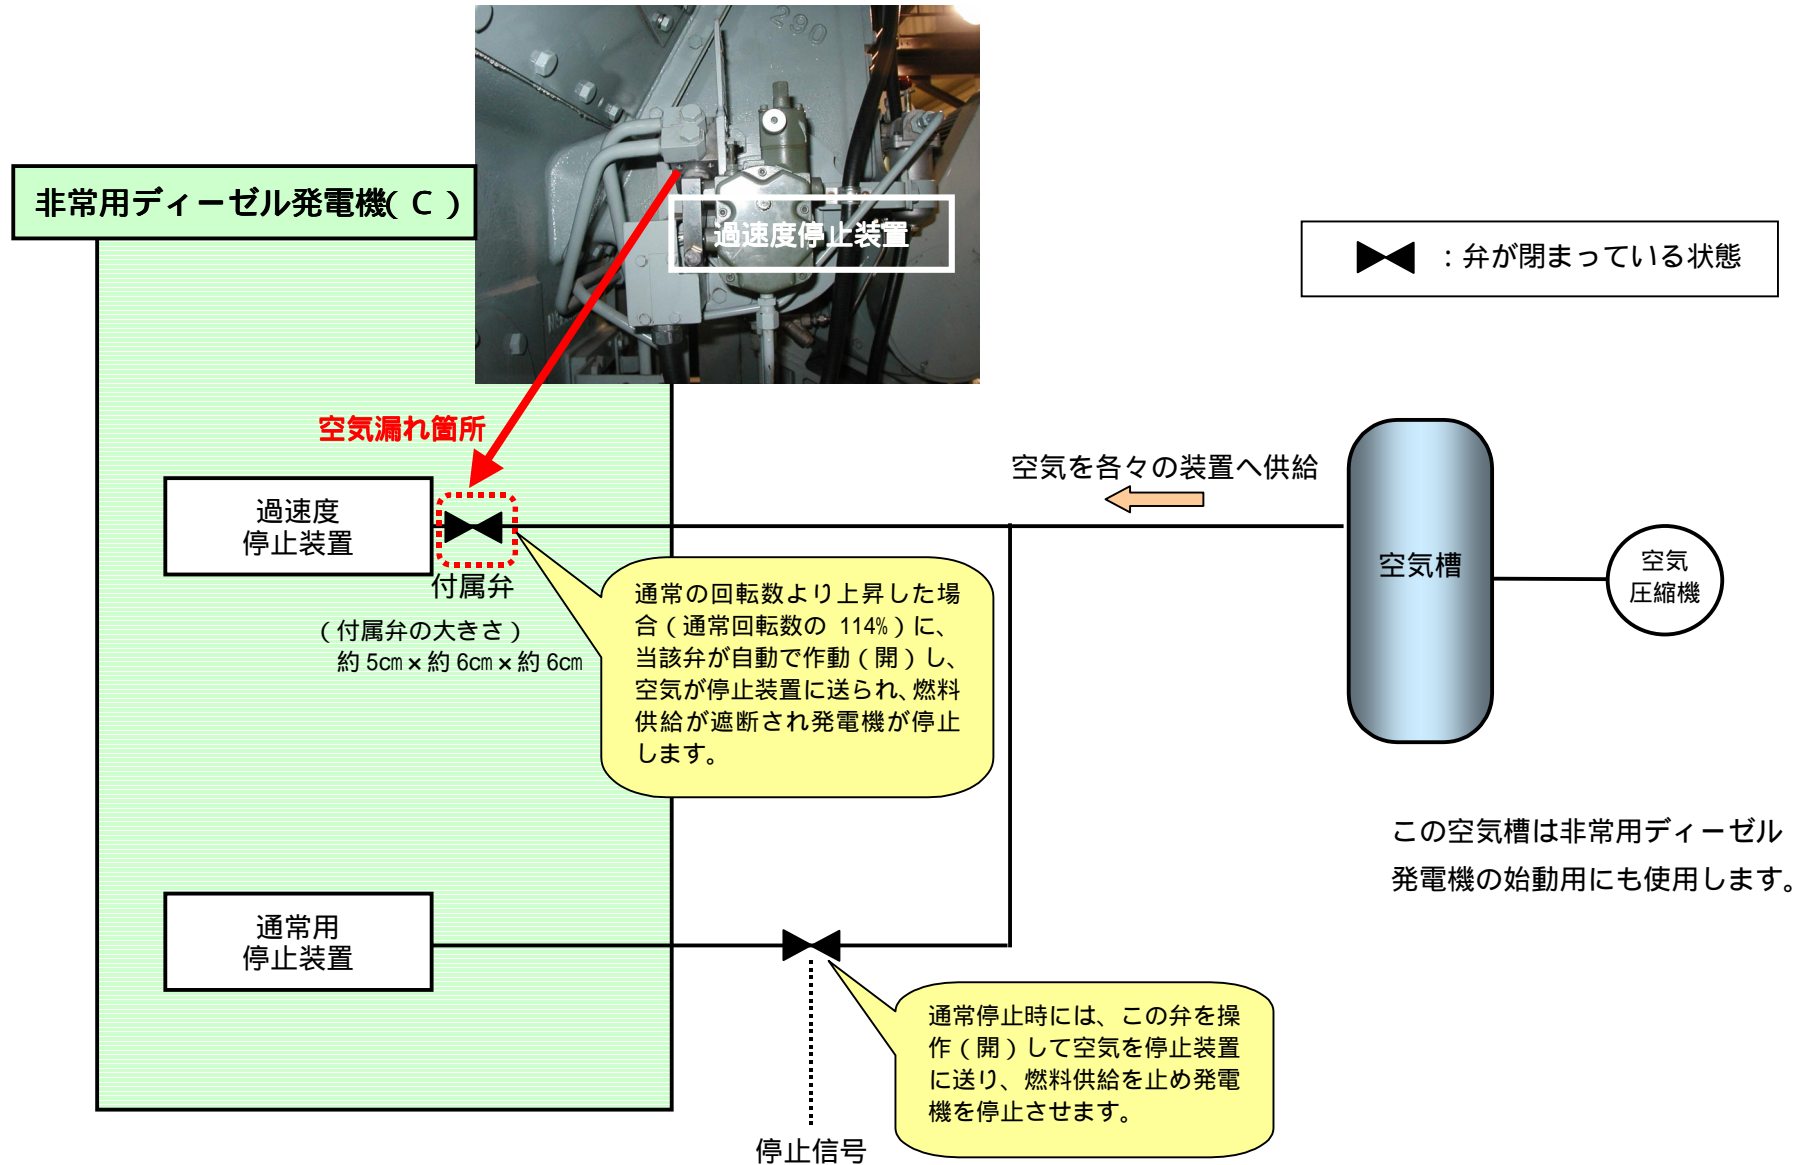 290
非常用ディーゼル発電機(C)
過速度停止装置
:弁が閉まっている状態
空気漏れ箇所
空気を各々の装置へ供給
過速度
停止装置
付属弁
(付属弁の大きさ)
約5cm×約6cm×約6cm
通常の回転数より上昇した場
合(通常回転数の 114%)に、
当該弁が自動で作動(開)し、
空気が停止装置に送られ、燃料
供給が遮断され発電機が停止
します。
空気槽
空気
圧縮機
この空気槽は非常用ディーゼル
発電機の始動用にも使用します。
通常用
停止装置
通常停止時には、この弁を操
作(開)して空気を停止装置
に送り、燃料供給を止め発電
機を停止させます。
停止信号